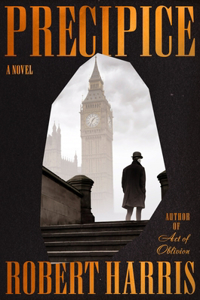 PRECIPICE
A NOVEL
AUTHOR
OF
Act of
Oblivion
ROBERT HARRIS